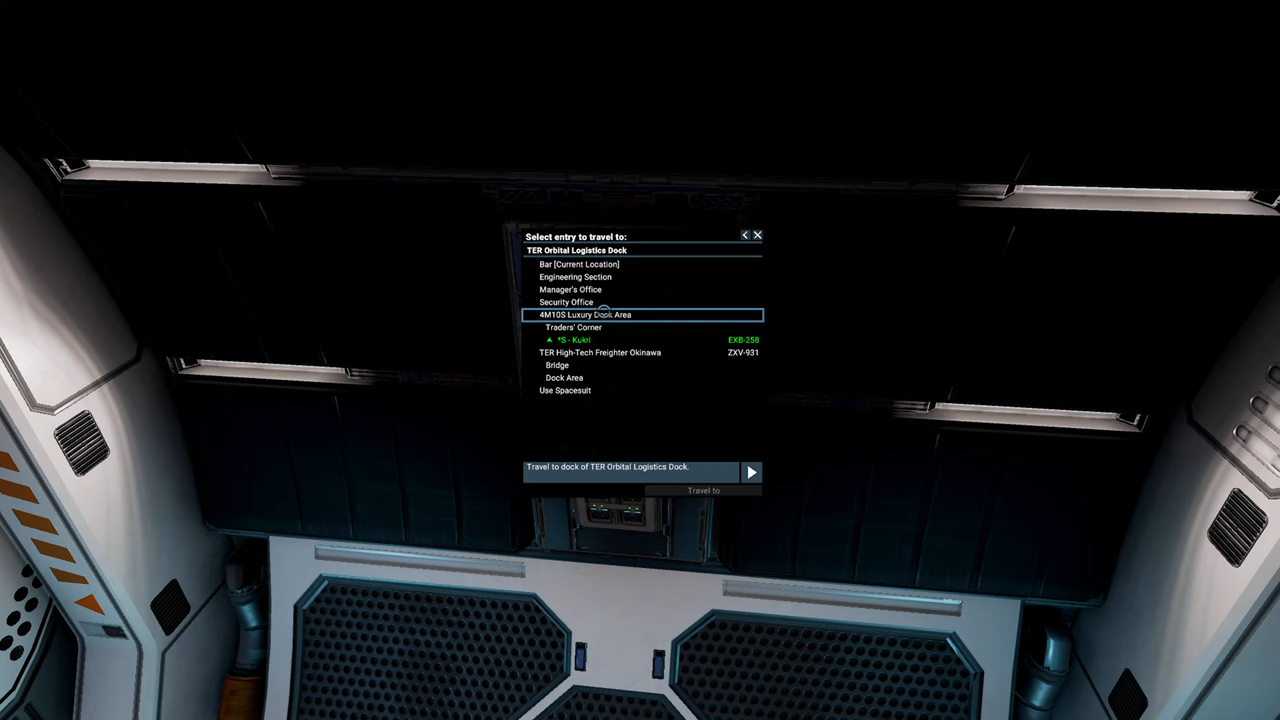 Select entry to travel to:
TER Orbital Logistics Dock
Bar [Current Location]
Engineering Section
Manager's Office
Security Office
4M10S Luxury Dock Area
Traders' Corner
*S - Kukri EXB-258
TER High-Tech Freighter Okinawa ZXV-931
Bridge
Dock Area
Use Spacesuit
Travel to dock of TER Orbital Logistics Dock.
Travel to